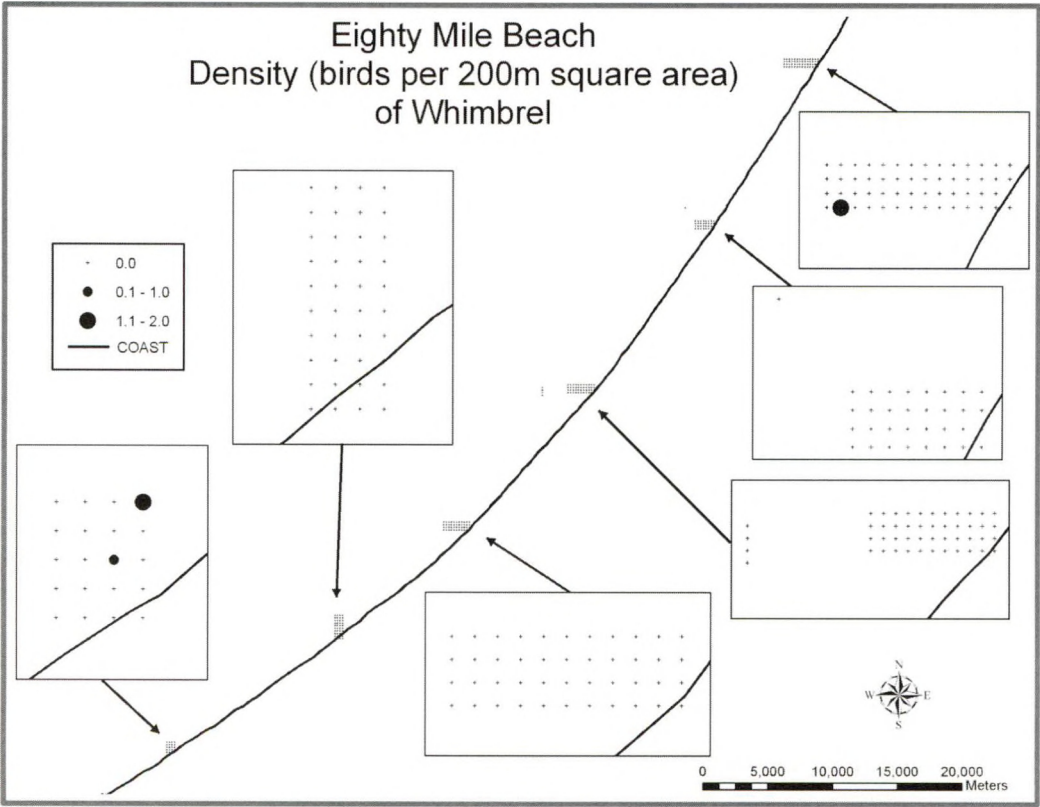 Eighty Mile Beach
Density (birds per 200m square area)
of Whimbrel
0.0
0.1 - 1.0
1.1 - 2.0
COAST
N
W E
S
0 5,000 10,000 15,000 20,000
Meters